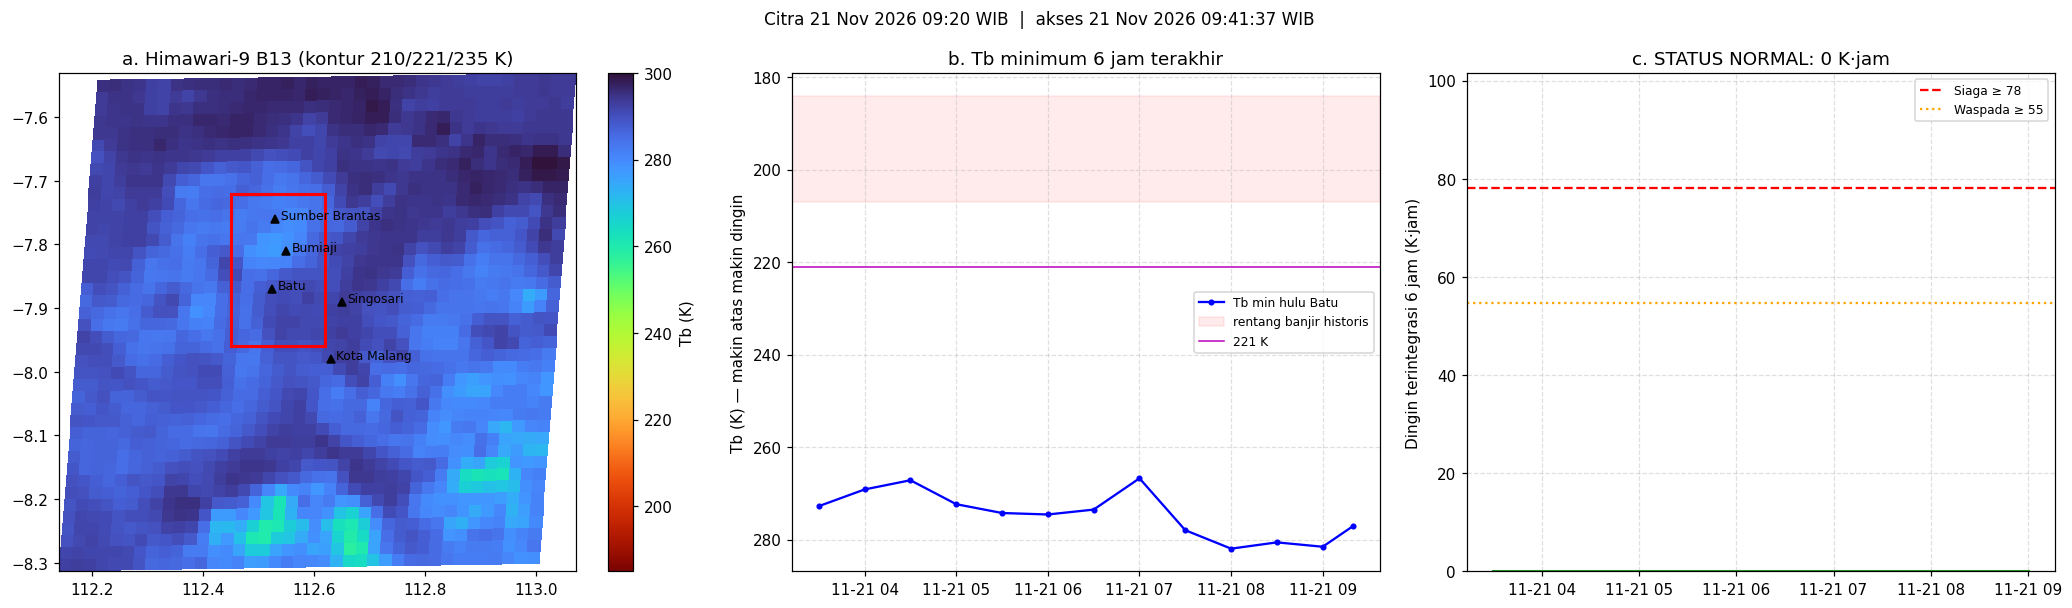 Citra 21 Nov 2026 09:20 WIB | akses 21 Nov 2026 09:41:37 WIB
a. Himawari-9 B13 (kontur 210/221/235 K)
−7.6
−7.7
−7.8
−7.9
−8.0
−8.1
−8.2
−8.3
112.2
112.4
112.6
112.8
113.0
Sumber Brantas
Bumiaji
Batu
Singosari
Kota Malang
300
280
260
240
220
200
Tb (K)
b. Tb minimum 6 jam terakhir
Tb (K) — makin atas makin dingin
180
200
220
240
260
280
Tb min hulu Batu
rentang banjir historis
221 K
11-21 04
11-21 05
11-21 06
11-21 07
11-21 08
11-21 09
c. STATUS NORMAL: 0 K·jam
Dingin terintegrasi 6 jam (K·jam)
100
80
60
40
20
0
Siaga ≥ 78
Waspada ≥ 55
11-21 04
11-21 05
11-21 06
11-21 07
11-21 08
11-21 09